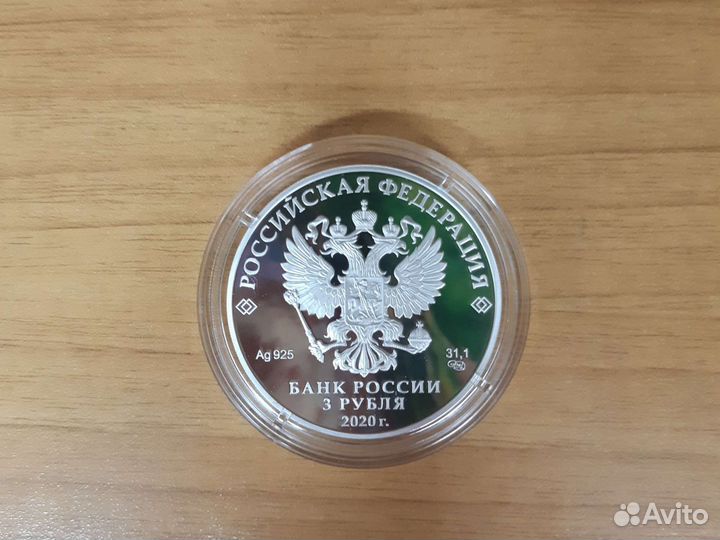 РОССИЙСКАЯ ФЕДЕРАЦИЯ
Ag 925
31,1
БАНК РОССИИ
3 РУБЛЯ
2020 г.
Avito